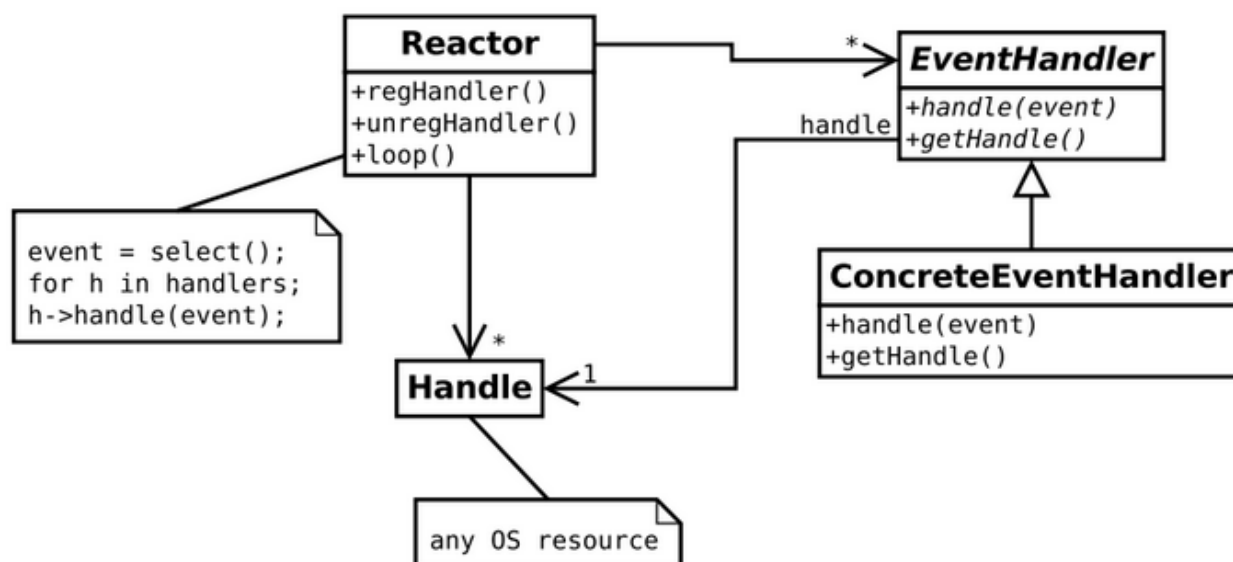 Reactor
+regHandler()
+unregHandler()
+loop()
*
EventHandler
+handle(event)
+getHandle()
handle
event = select();
for h in handlers;
h->handle(event);
ConcreteEventHandler
+handle(event)
+getHandle()
*
1
Handle
any OS resource